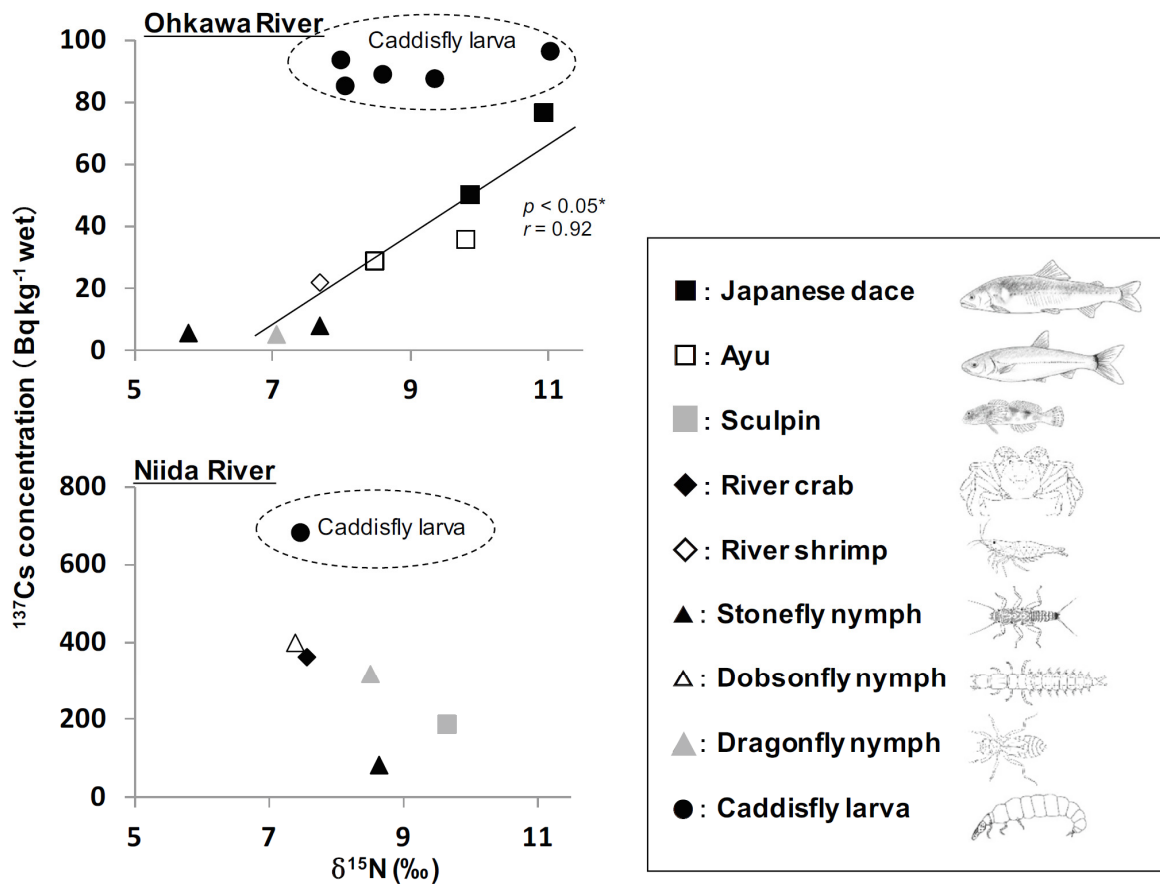 Ohkawa River
Caddisfly larva
100
80
60
40
20
0
5 7 9 11
p < 0.05*
r = 0.92
¹³⁷Cs concentration ( Bqkg⁻¹ wet)
Niida River
Caddisfly larva
800
600
400
200
0
5 7 9 11
δ¹⁵N (‰)
: Japanese dace
: Ayu
: Sculpin
: River crab
: River shrimp
: Stonefly nymph
: Dobsonfly nymph
: Dragonfly nymph
: Caddisfly larva